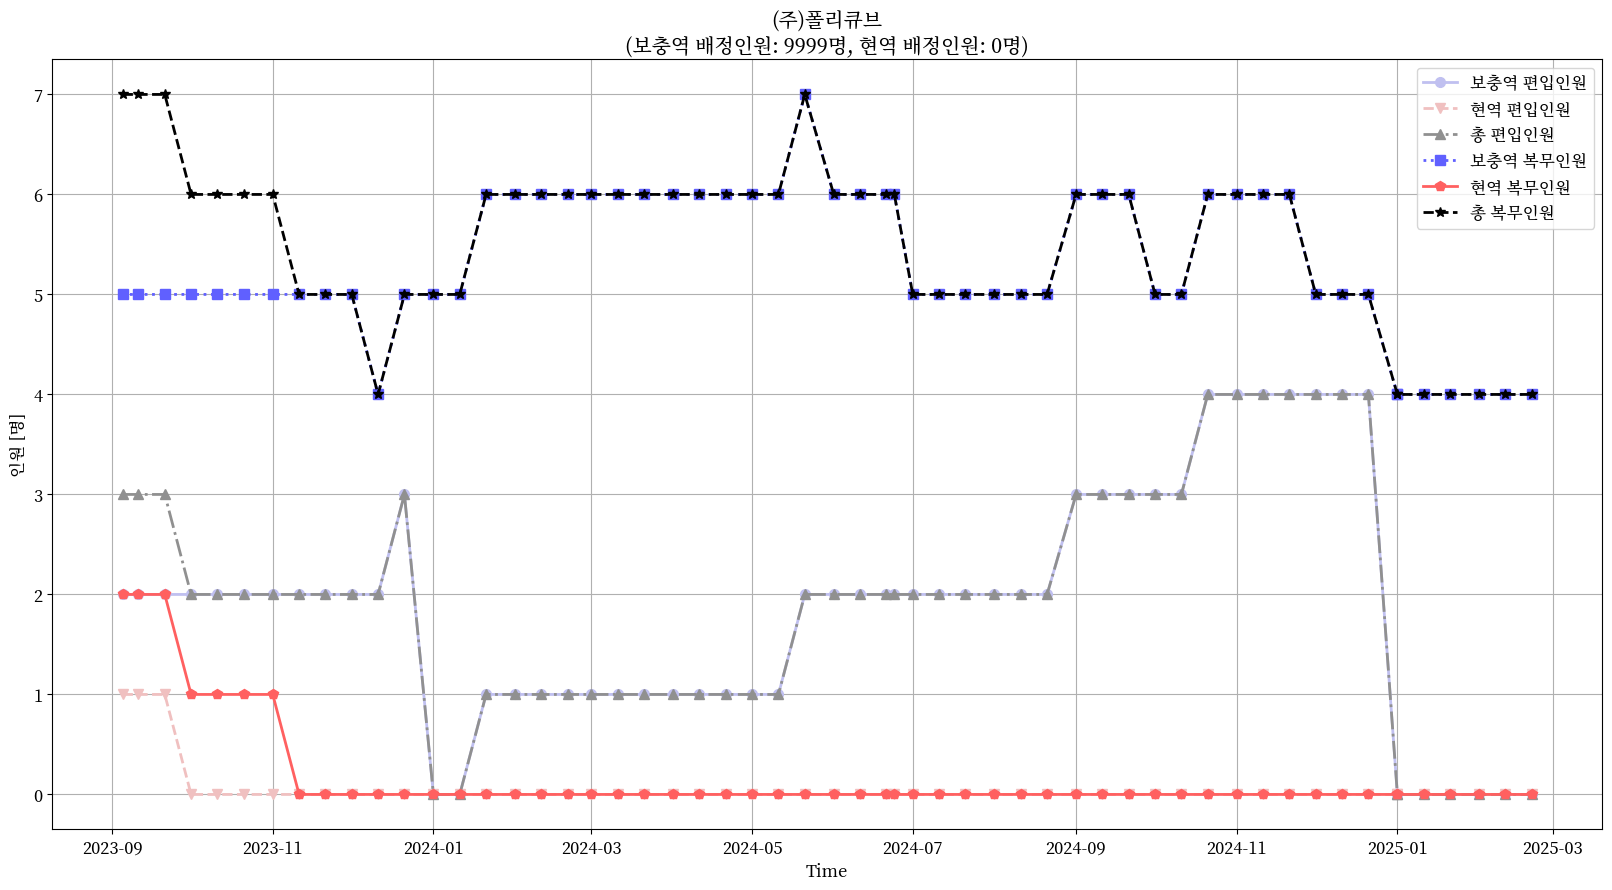 (주)폴리큐브
(보충역 배정인원: 9999명, 현역 배정인원: 0명)
보충역 편입인원
현역 편입인원
총 편입인원
보충역 복무인원
현역 복무인원
총 복무인원
인원 [명]
7
6
5
4
3
2
1
0
2023-09
2023-11
2024-01
2024-03
2024-05
2024-07
2024-09
2024-11
2025-01
2025-03
Time